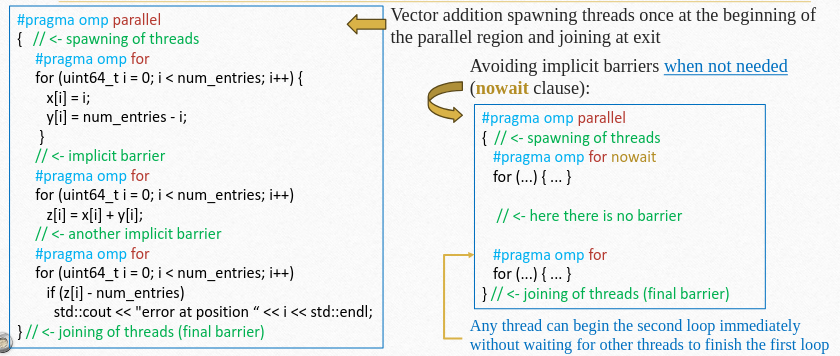 #pragma omp parallel
{ // <- spawning of threads
#pragma omp for
for (uint64_t i = 0; i < num_entries; i++) {
x[i] = i;
y[i] = num_entries - i;
}
// <- implicit barrier
#pragma omp for
for (uint64_t i = 0; i < num_entries; i++)
z[i] = x[i] + y[i];
// <- another implicit barrier
#pragma omp for
for (uint64_t i = 0; i < num_entries; i++)
if (z[i] - num_entries)
std::cout << "error at position “ << i << std::endl;
} // <- joining of threads (final barrier)
Vector addition spawning threads once at the beginning of
the parallel region and joining at exit
Avoiding implicit barriers when not needed
(nowait clause):
#pragma omp parallel
{ // <- spawning of threads
#pragma omp for nowait
for (...) { ... }
// <- here there is no barrier
#pragma omp for
for (...) { ... }
} // <- joining of threads (final barrier)
Any thread can begin the second loop immediately
without waiting for other threads to finish the first loop